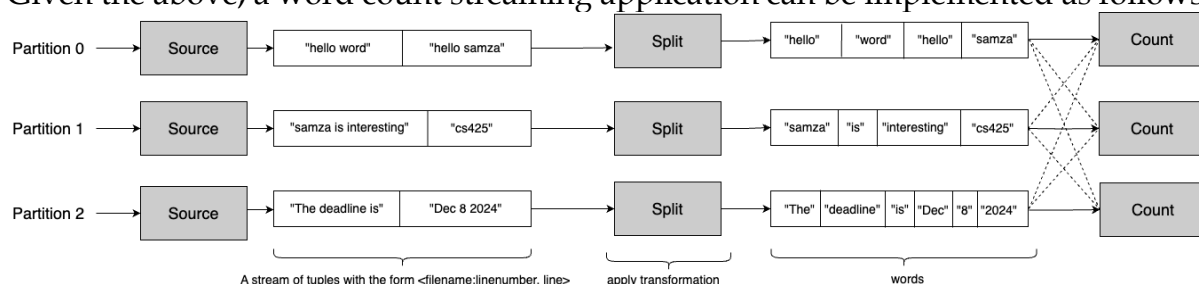 Given the above, a word count streaming application can be implemented as follows
Partition 0 Source "hello word" "hello samza" Split "hello" "word" "hello" "samza" Count
Partition 1 Source "samza is interesting" "cs425" Split "samza" "is" "interesting" "cs425" Count
Partition 2 Source "The deadline is" "Dec 8 2024" Split "The" "deadline" "is" "Dec" "8" "2024" Count
A stream of tuples with the form <filename:linenumber, line> apply transformation words